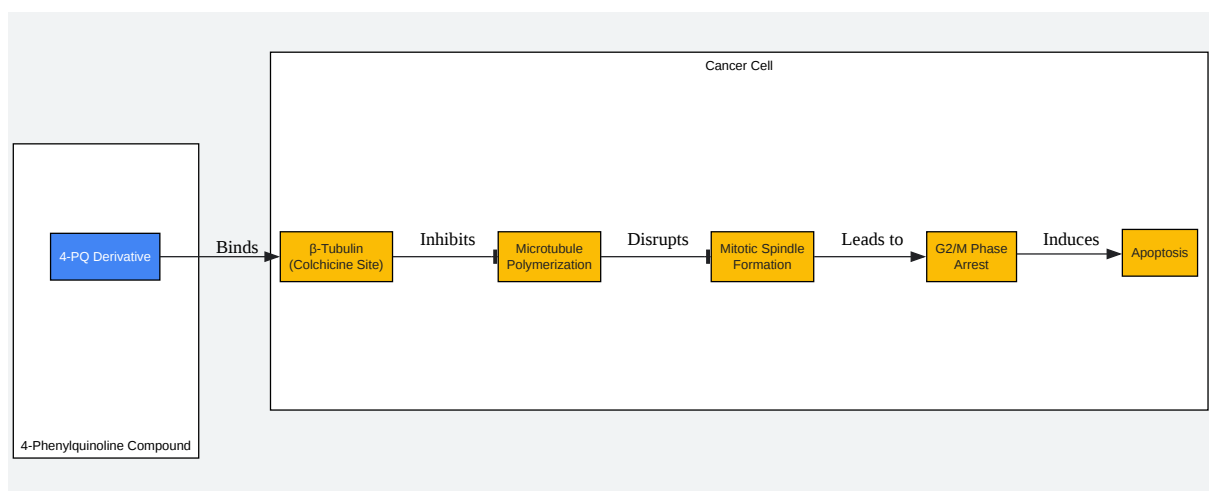 Cancer Cell
4-PQ Derivative
Binds
β-Tubulin
(Colchicine Site)
Inhibits
Microtubule
Polymerization
Disrupts
Mitotic Spindle
Formation
Leads to
G2/M Phase
Arrest
Induces
Apoptosis
4-Phenylquinoline Compound